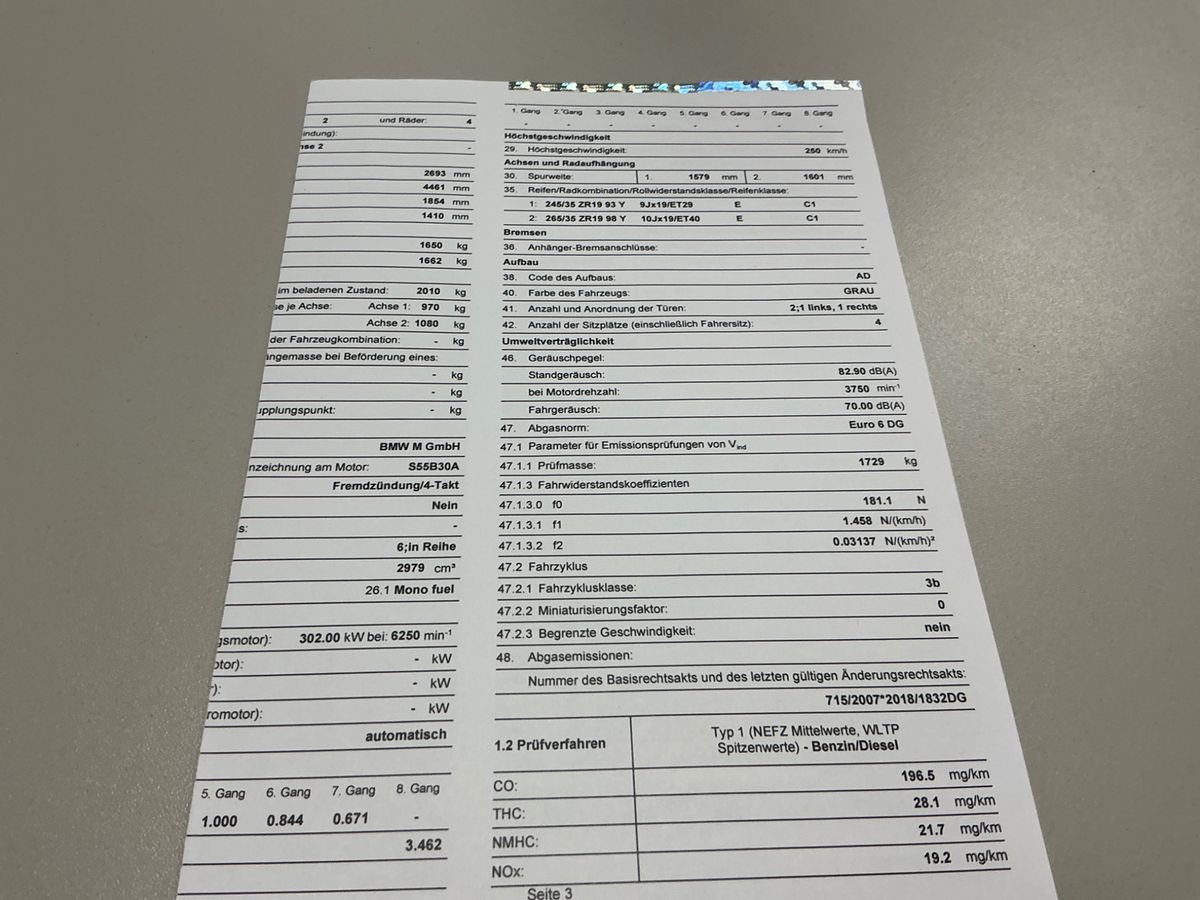 2 und Räder: 4
indung):
hse 2 -
2693 mm
4461 mm
1854 mm
1410 mm
1650 kg
1662 kg
im beladenen Zustand: 2010 kg
se je Achse: Achse 1: 970 kg
Achse 2: 1080 kg
der Fahrzeugkombination: - kg
angemasse bei Beförderung eines:
- kg
- kg
upplungspunkt: - kg
BMW M GmbH
nzeichnung am Motor: S55B30A
Fremdzündung/4-Takt
Nein
s: -
6;in Reihe
2979 cm³
26.1 Mono fuel
gsmotor): 302.00 kW bei: 6250 min⁻¹
otor): - kW
r): - kW
romotor): - kW
automatisch
5. Gang 6. Gang 7. Gang 8. Gang
1.000 0.844 0.671 -
3.462
1. Gang 2. Gang 3. Gang 4. Gang 5. Gang 6. Gang 7. Gang 8. Gang
- - - - - - - -
Höchstgeschwindigkeit
29. Höchstgeschwindigkeit: 250 km/h
Achsen und Radaufhängung
30. Spurweite: 1. 1579 mm 2. 1601 mm
35. Reifen/Radkombination/Rollwiderstandsklasse/Reifenklasse:
1: 245/35 ZR19 93 Y 9Jx19/ET29 E C1
2: 265/35 ZR19 98 Y 10Jx19/ET40 E C1
Bremsen
36. Anhänger-Bremsanschlüsse: -
Aufbau
38. Code des Aufbaus: AD
40. Farbe des Fahrzeugs: GRAU
41. Anzahl und Anordnung der Türen: 2;1 links, 1 rechts
42. Anzahl der Sitzplätze (einschließlich Fahrersitz): 4
Umweltverträglichkeit
46. Geräuschpegel:
Standgeräusch: 82.90 dB(A)
bei Motordrehzahl: 3750 min⁻¹
Fahrgeräusch: 70.00 dB(A)
47. Abgasnorm: Euro 6 DG
47.1 Parameter für Emissionsprüfungen von Vind
47.1.1 Prüfmasse: 1729 kg
47.1.3 Fahrwiderstandskoeffizienten
47.1.3.0 f0 181.1 N
47.1.3.1 f1 1.458 N/(km/h)
47.1.3.2 f2 0.03137 N/(km/h)²
47.2 Fahrzyklus
47.2.1 Fahrzyklusklasse: 3b
47.2.2 Miniaturisierungsfaktor: 0
47.2.3 Begrenzte Geschwindigkeit: nein
48. Abgasemissionen:
Nummer des Basisrechtsakts und des letzten gültigen Änderungsrechtsakts:
715/2007*2018/1832DG
1.2 Prüfverfahren
Typ 1 (NEFZ Mittelwerte, WLTP
Spitzenwerte) - Benzin/Diesel
CO: 196.5 mg/km
THC: 28.1 mg/km
NMHC: 21.7 mg/km
NOx: 19.2 mg/km
Seite 3